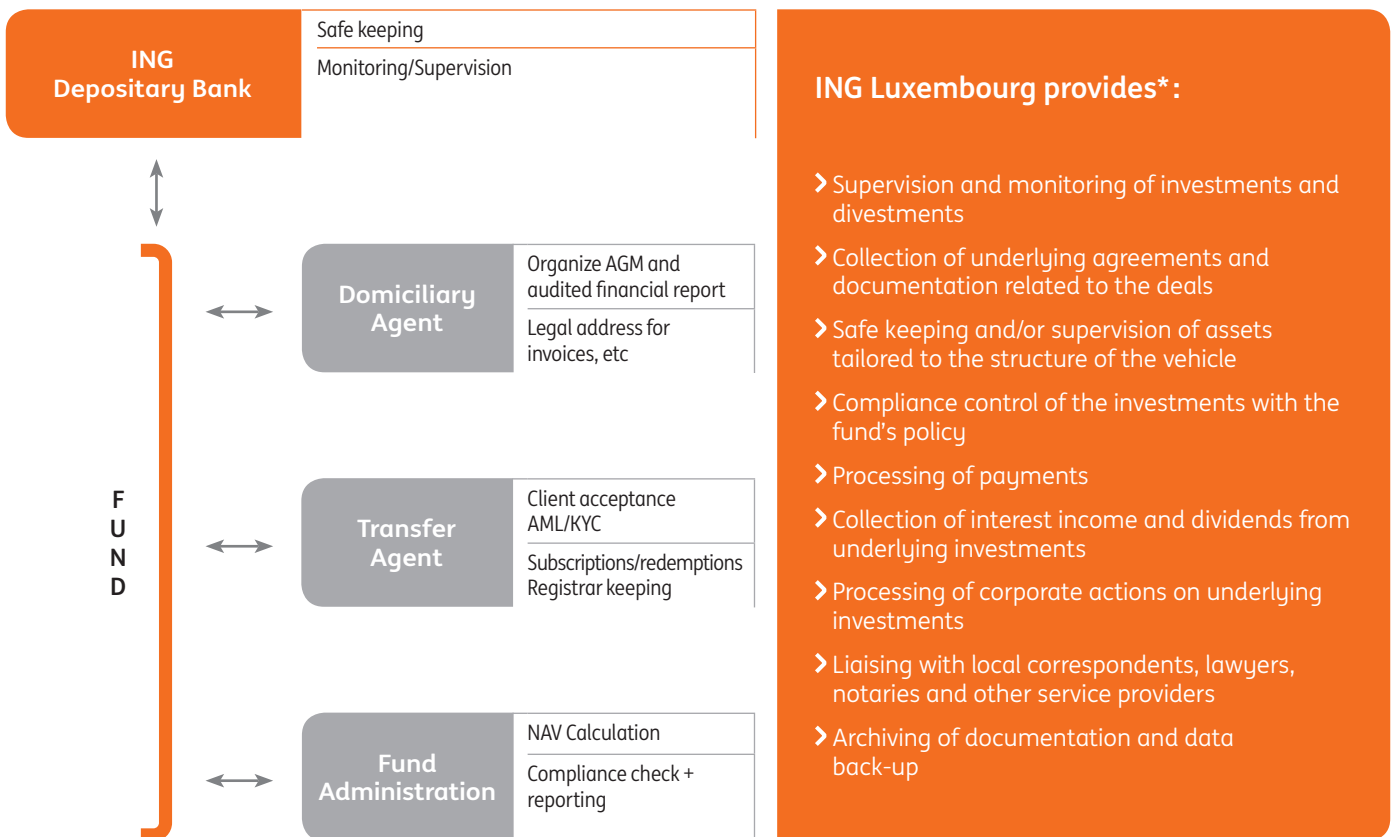 ING
Depositary Bank
Safe keeping
Monitoring/Supervision
F
U
N
D
Domiciliary
Agent
Organize AGM and
audited financial report
Legal address for
invoices, etc
Transfer
Agent
Client acceptance
AML/KYC
Subscriptions/redemptions
Registrar keeping
Fund
Administration
NAV Calculation
Compliance check +
reporting
ING Luxembourg provides*:
Supervision and monitoring of investments and
divestments
Collection of underlying agreements and
documentation related to the deals
Safe keeping and/or supervision of assets
tailored to the structure of the vehicle
Compliance control of the investments with the
fund's policy
Processing of payments
Collection of interest income and dividends from
underlying investments
Processing of corporate actions on underlying
investments
Liaising with local correspondents, lawyers,
notaries and other service providers
Archiving of documentation and data
back-up